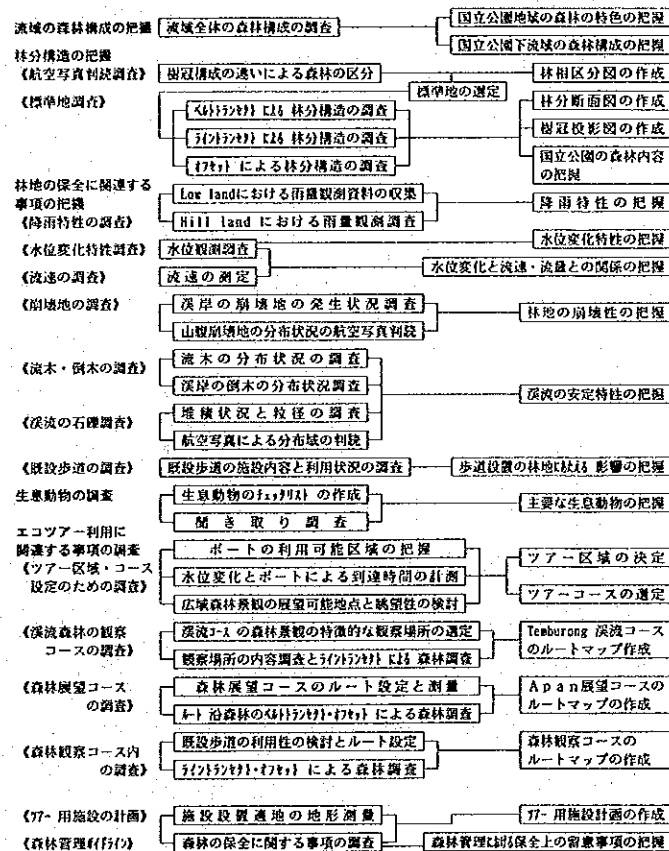 流域の森林構成の把握 流域全体の森林構成の調査 国立公園地域の森林の特色の把握
国立公園下流域の森林構成の把握
林分構造の把握
《航空写真判読調査》 樹冠構成の違いによる森林の区分 林相区分図の作成
標準地の選定
《標準地調査》 林分断面図の作成
ベルトトランセクト による 林分構造の調査
ライントランセクト による 林分構造の調査 樹冠投影図の作成
オフセット による林分構造の調査 国立公園の森林内容
の把握
林地の保全に関連する
事項の把握
Low landにおける雨量観測資料の収集 降雨特性の把握
《降雨特性の調査》 Hill land における雨量観測調査
《水位変化特性調査》 水位観測調査 水位変化特性の把握
《流速の調査》 流速の測定 水位変化と流速・流量との関係の把握
《崩壊地の調査》 渓岸の崩壊地の発生状況調査 林地の崩壊性の把握
山腹崩壊地の分布状況の航空写真判読
《流木・倒木の調査》 流木の分布状況の調査
渓岸の倒木の分布状況調査 渓流の安定特性の把握
《渓流の石礫調査》 堆積状況と粒径の調査
航空写真による分布域の判読
《既設歩道の調査》 既設歩道の施設内容と利用状況の調査 歩道設置の林地に与える 影響の把握
生息動物の調査 生息動物のチェックリスト の作成 主要な生息動物の把握
聞き取り調査
エコツアー利用に
関連する事項の調査
《ツアー区域・コース
設定のための調査》
ボートの利用可能区域の把握 ツアー区域の決定
水位変化とボートによる到達時間の計測
広域森林景観の展望可能地点と眺望性の検討 ツアーコースの選定
《渓流森林の観察
コースの調査》
渓流コース の森林景観の特徴的な観察場所の選定 Temburong 渓流コース
のルートマップ作成
観察場所の内容調査とライントランセクト による 森林調査
《森林展望コース
の調査》
森林展望コースのルート設定と測量 Apan展望コースの
ルートマップの作成
ルート 沿森林のベルトトランセクト・オフセット による森林調査
《森林観察コース内
の調査》
既設歩道の利用性の検討とルート設定 森林観察コースの
ルートマップの作成
ライントランセクト・オフセット による森林調査
《ツアー 用施設の計画》 施設設置適地の地形測量 ツアー 用施設計画の作成
《森林管理ガイドライン》 森林の保全に関する事項の調査 森林管理における保全上の留意事項の把握